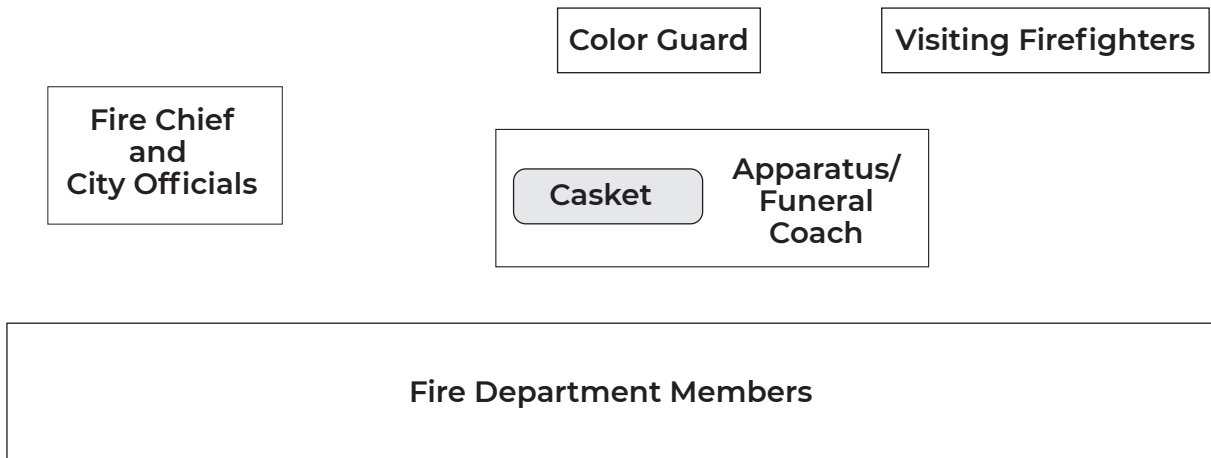 Color Guard
Visiting Firefighters
Fire Chief
and
City Officials
Casket
Apparatus/
Funeral
Coach
Fire Department Members